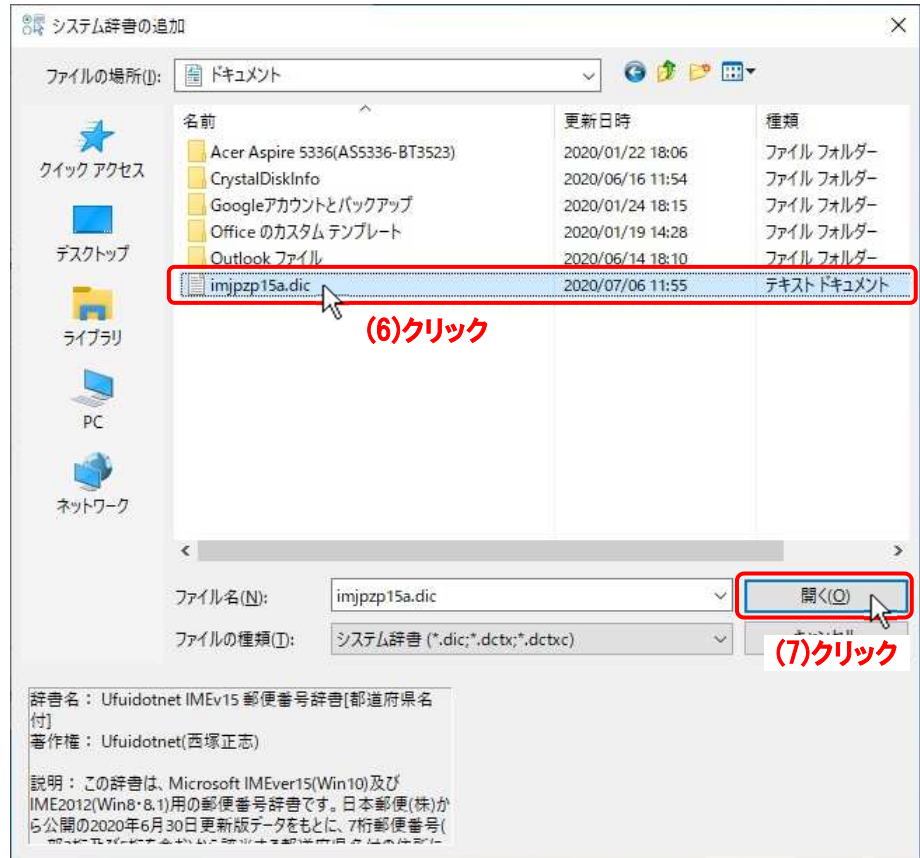 システム辞書の追加
ファイルの場所(I):
ドキュメント
名前 更新日時 種類
Acer Aspire 5336(AS5336-BT3523) 2020/01/22 18:06 ファイル フォルダー
CrystalDiskInfo 2020/06/16 11:54 ファイル フォルダー
Googleアカウントとバックアップ 2020/01/24 18:15 ファイル フォルダー
Office のカスタム テンプレート 2020/01/19 14:28 ファイル フォルダー
Outlook ファイル 2020/06/14 18:10 ファイル フォルダー
imjpzp15a.dic 2020/07/06 11:55 テキスト ドキュメント
(6)クリック
クイック アクセス
デスクトップ
ライブラリ
PC
ネットワーク
ファイル名(N):
imjpzp15a.dic
開く(O)
ファイルの種類(T):
システム辞書 (*.dic;*.dctx;*.dctxc)
(7)クリック
辞書名： Ufuidotnet IMEv15 郵便番号辞書[都道府県名
付]
著作権： Ufuidotnet(西塚正志)
説明： この辞書は、Microsoft IMEver15(Win10)及び
IME2012(Win8・8.1)用の郵便番号辞書です。日本郵便(株)か
ら公開の2020年6月30日更新版データをもとに、7桁郵便番号(